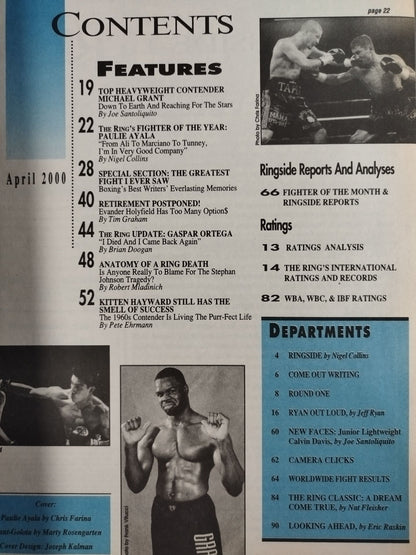 CONTENTS
page 22
Photo by Chris Farina
April 2000
FEATURES
19 TOP HEAVYWEIGHT CONTENDER
MICHAEL GRANT
Down To Earth And Reaching For The Stars
By Joe Santoliquito
22 THE RING'S FIGHTER OF THE YEAR:
PAULIE AYALA
"From Ali To Marciano To Tunney,
I'm In Very Good Company"
By Nigel Collins
28 SPECIAL SECTION: THE GREATEST
FIGHT I EVER SAW
Boxing's Best Writers' Everlasting Memories
40 RETIREMENT POSTPONED!
Evander Holyfield Has Too Many Option$
By Tim Graham
44 THE RING UPDATE: GASPAR ORTEGA
"I Died And I Came Back Again"
By Brian Doogan
48 ANATOMY OF A RING DEATH
Is Anyone Really To Blame For The Stephan
Johnson Tragedy?
By Robert Mladinich
52 KITTEN HAYWARD STILL HAS THE
SMELL OF SUCCESS
The 1960s Contender Is Living The Purr-Fect Life
By Pete Ehrmann
Ringside Reports And Analyses
66 FIGHTER OF THE MONTH &
RINGSIDE REPORTS
Ratings
13 RATINGS ANALYSIS
14 THE RING'S INTERNATIONAL
RATINGS AND RECORDS
82 WBA, WBC, & IBF RATINGS
DEPARTMENTS
4 RINGSIDE by Nigel Collins
6 COME OUT WRITING
8 ROUND ONE
16 RYAN OUT LOUD, by Jeff Ryan
60 NEW FACES: Junior Lightweight
Calvin Davis, by Joe Santoliquito
62 CAMERA CLICKS
64 WORLDWIDE FIGHT RESULTS
84 THE RING CLASSIC: A DREAM
COME TRUE, by Nat Fleischer
90 LOOKING AHEAD, by Eric Raskin
Cover:
Paulie Ayala by Chris Farina
ant-Golota by Marty Rosengarten
Cover Design: Joseph Kalman